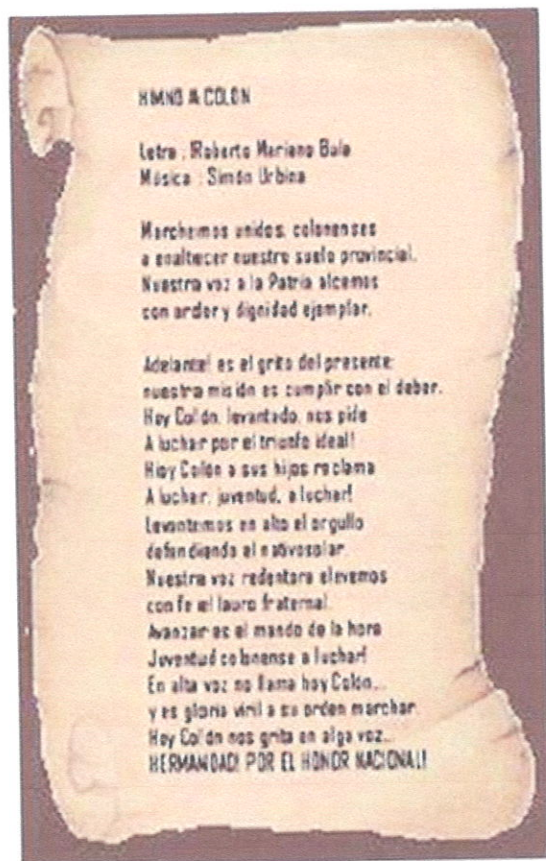 HIMNO A COLON
Letra : Roberto Mariano Bula
Música : Simón Urbina
Marchemos unidos, colonenses
a enaltecer nuestro suelo provincial.
Nuestra voz a la Patria alcemos
con ardor y dignidad ejemplar.
Adelante! es el grito del presente:
nuestra misión es cumplir con el deber.
Hoy Colón, levantado, nos pide
A luchar por el triunfo ideal!
Hoy Colón a sus hijos reclama
A luchar, juventud, a luchar!
Levantemos en alto el orgullo
defendiendo el nativosolar.
Nuestra voz redentora elevemos
con fe el lauro fraternal.
Avanzar es el mando de la hora
Juventud colonense a luchar!
En alta voz no llama hoy Colón...
y es gloria viril a su orden marchar.
Hoy Colón nos grita en alga voz...
HERMANDAD! POR EL HONOR NACIONAL!